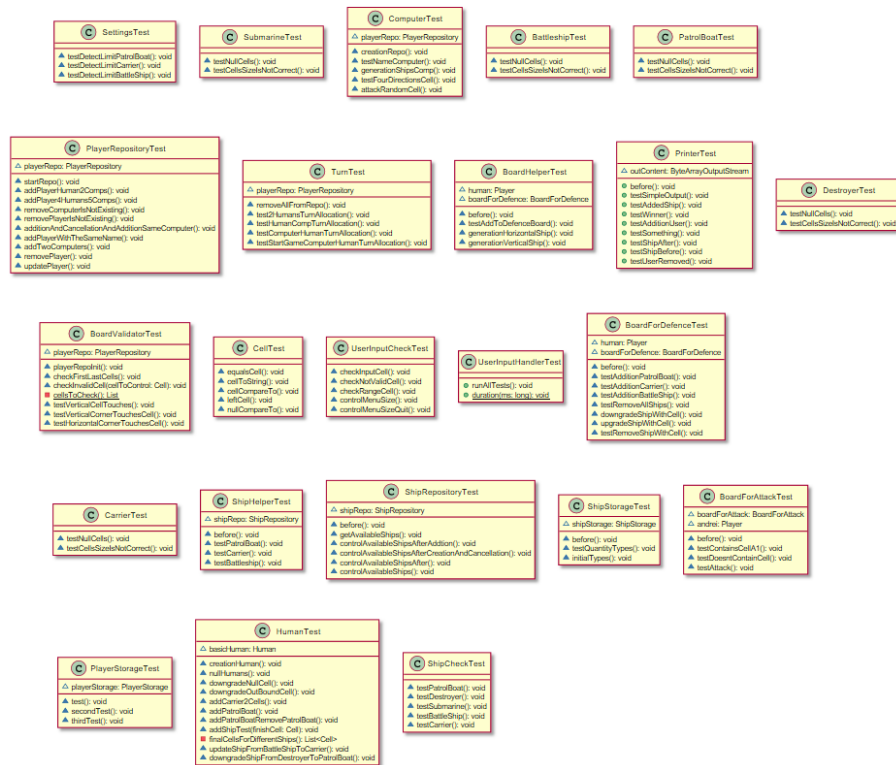 C SettingsTest
testDetectLimitPatrolBoat(): void
testDetectLimitCarrier(): void
testDetectLimitBattleShip(): void
C SubmarineTest
testNullCells(): void
testCellsSizeIsNotCorrect(): void
C ComputerTest
playerRepo: PlayerRepository
creationRepo(): void
testNameComputer(): void
generationShipsComp(): void
testFourDirectionsCell(): void
attackRandomCell(): void
C BattleshipTest
testNullCells(): void
testCellsSizeIsNotCorrect(): void
C PatrolBoatTest
testNullCells(): void
testCellsSizeIsNotCorrect(): void
C PlayerRepositoryTest
playerRepo: PlayerRepository
startRepo(): void
addPlayerHuman2Comps(): void
addPlayer4Humans5Comps(): void
removeComputerIsNotExisting(): void
removePlayerIsNotExisting(): void
additionAndCancellationAndAdditionSameComputer(): void
addPlayerWithTheSameName(): void
addTwoComputers(): void
removePlayer(): void
updatePlayer(): void
C TurnTest
playerRepo: PlayerRepository
removeAllFromRepo(): void
test2HumansTurnAllocation(): void
testHumanCompTurnAllocation(): void
testComputerHumanTurnAllocation(): void
testStartGameComputerHumanTurnAllocation(): void
C BoardHelperTest
human: Player
boardForDefence: BoardForDefence
before(): void
testAddToDefenceBoard(): void
generationHorizontalShip(): void
generationVerticalShip(): void
C PrinterTest
outContent: ByteArrayOutputStream
before(): void
testSimpleOutput(): void
testAddedShip(): void
testWinner(): void
testAdditionUser(): void
testSomething(): void
testShipAfter(): void
testShipBefore(): void
testUserRemoved(): void
C DestroyerTest
testNullCells(): void
testCellsSizeIsNotCorrect(): void
C BoardValidatorTest
playerRepo: PlayerRepository
playerRepoInit(): void
checkFirstLastCells(): void
checkInvalidCell(cellToControl: Cell): void
cellsToCheck(): List
testVerticalCellTouches(): void
testVerticalCornerTouchesCell(): void
testHorizontalCornerTouchesCell(): void
C CellTest
equalsCell(): void
cellToString(): void
cellCompareTo(): void
leftCell(): void
nullCompareTo(): void
C UserInputCheckTest
checkInputCell(): void
checkNotValidCell(): void
checkRangeCell(): void
controlMenuSize(): void
controlMenuSizeQuit(): void
C UserInputHandlerTest
runAllTests(): void
duration(ms: long): void
C BoardForDefenceTest
human: Player
boardForDefence: BoardForDefence
before(): void
testAdditionPatrolBoat(): void
testAdditionCarrier(): void
testAdditionBattleShip(): void
testRemoveAllShips(): void
downgradeShipWithCell(): void
upgradeShipWithCell(): void
testRemoveShipWithCell(): void
C CarrierTest
testNullCells(): void
testCellsSizeIsNotCorrect(): void
C ShipHelperTest
shipRepo: ShipRepository
before(): void
testPatrolBoat(): void
testCarrier(): void
testBattleship(): void
C ShipRepositoryTest
shipRepo: ShipRepository
before(): void
getAvailableShips(): void
controlAvailableShipsAfterAddtion(): void
controlAvailableShipsAfterCreationAndCancellation(): void
controlAvailableShipsAfter(): void
controlAvailableShips(): void
C ShipStorageTest
shipStorage: ShipStorage
before(): void
testQuantityTypes(): void
initialTypes(): void
C BoardForAttackTest
boardForAttack: BoardForAttack
andrei: Player
before(): void
testContainsCellA1(): void
testDoesntContainCell(): void
testAttack(): void
C PlayerStorageTest
playerStorage: PlayerStorage
test(): void
secondTest(): void
thirdTest(): void
C HumanTest
basicHuman: Human
creationHuman(): void
nullHumans(): void
downgradeNullCell(): void
downgradeOutBoundCell(): void
addCarrier2Cells(): void
addPatrolBoat(): void
addPatrolBoatRemovePatrolBoat(): void
addShipTest(finishCell: Cell): void
finalCellsForDifferentShips(): List<Cell>
updateShipFromBattleShipToCarrier(): void
downgradeShipFromDestroyerToPatrolBoat(): void
C ShipCheckTest
testPatrolBoat(): void
testDestroyer(): void
testSubmarine(): void
testBattleShip(): void
testCarrier(): void